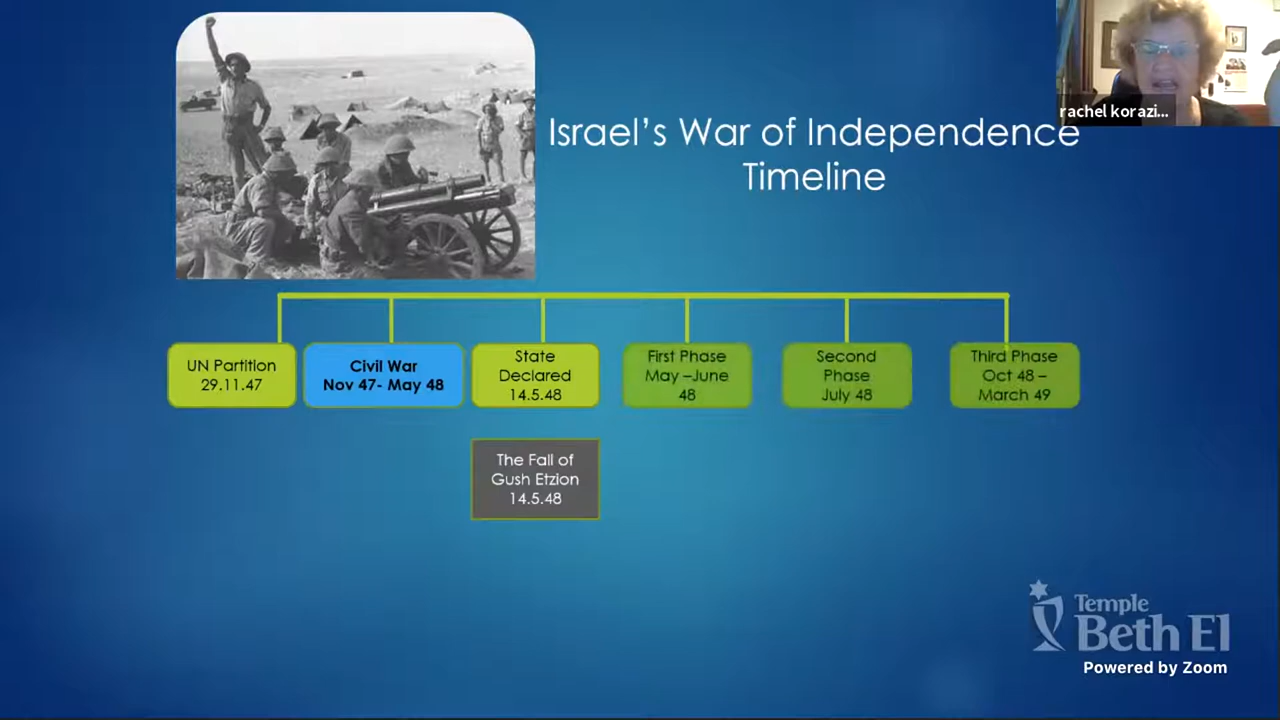 rachel korazi...
Israel's War of Independence
Timeline
UN Partition
29.11.47
Civil War
Nov 47- May 48
State
Declared
14.5.48
First Phase
May –June
48
Second
Phase
July 48
Third Phase
Oct 48 –
March 49
The Fall of
Gush Etzion
14.5.48
Temple
Beth El
Powered by Zoom